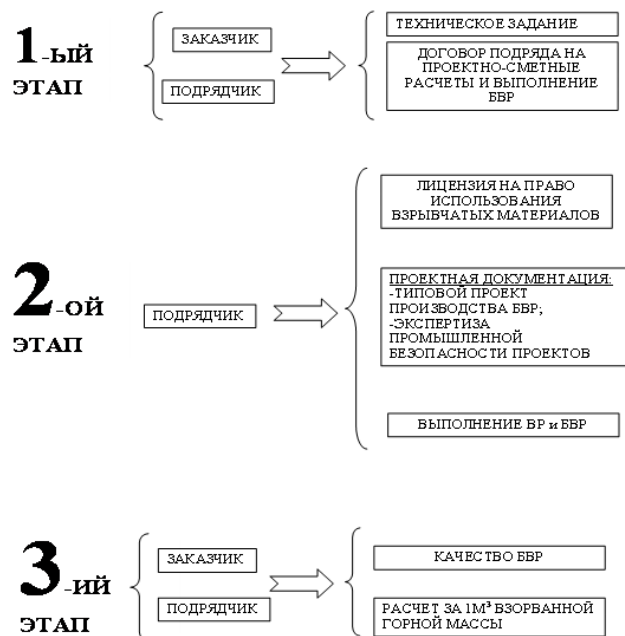 1-ый
ЭТАП
ЗАКАЗЧИК
ПОДРЯДЧИК
ТЕХНИЧЕСКОЕ ЗАДАНИЕ
ДОГОВОР ПОДРЯДА НА
ПРОЕКТНО-СМЕТНЫЕ
РАСЧЕТЫ И ВЫПОЛНЕНИЕ
БВР
2-ой
ЭТАП
ПОДРЯДЧИК
ЛИЦЕНЗИЯ НА ПРАВО
ИСПОЛЬЗОВАНИЯ
ВЗРЫВЧАТЫХ МАТЕРИАЛОВ
ПРОЕКТНАЯ ДОКУМЕНТАЦИЯ:
-ТИПОВОЙ ПРОЕКТ
ПРОИЗВОДСТВА БВР;
-ЭКСПЕРТИЗА
ПРОМЫШЛЕННОЙ
БЕЗОПАСНОСТИ ПРОЕКТОВ
ВЫПОЛНЕНИЕ ВР и БВР
3-ий
ЭТАП
ЗАКАЗЧИК
ПОДРЯДЧИК
КАЧЕСТВО БВР
РАСЧЕТ ЗА 1М³ ВЗОРВАННОЙ
ГОРНОЙ МАССЫ